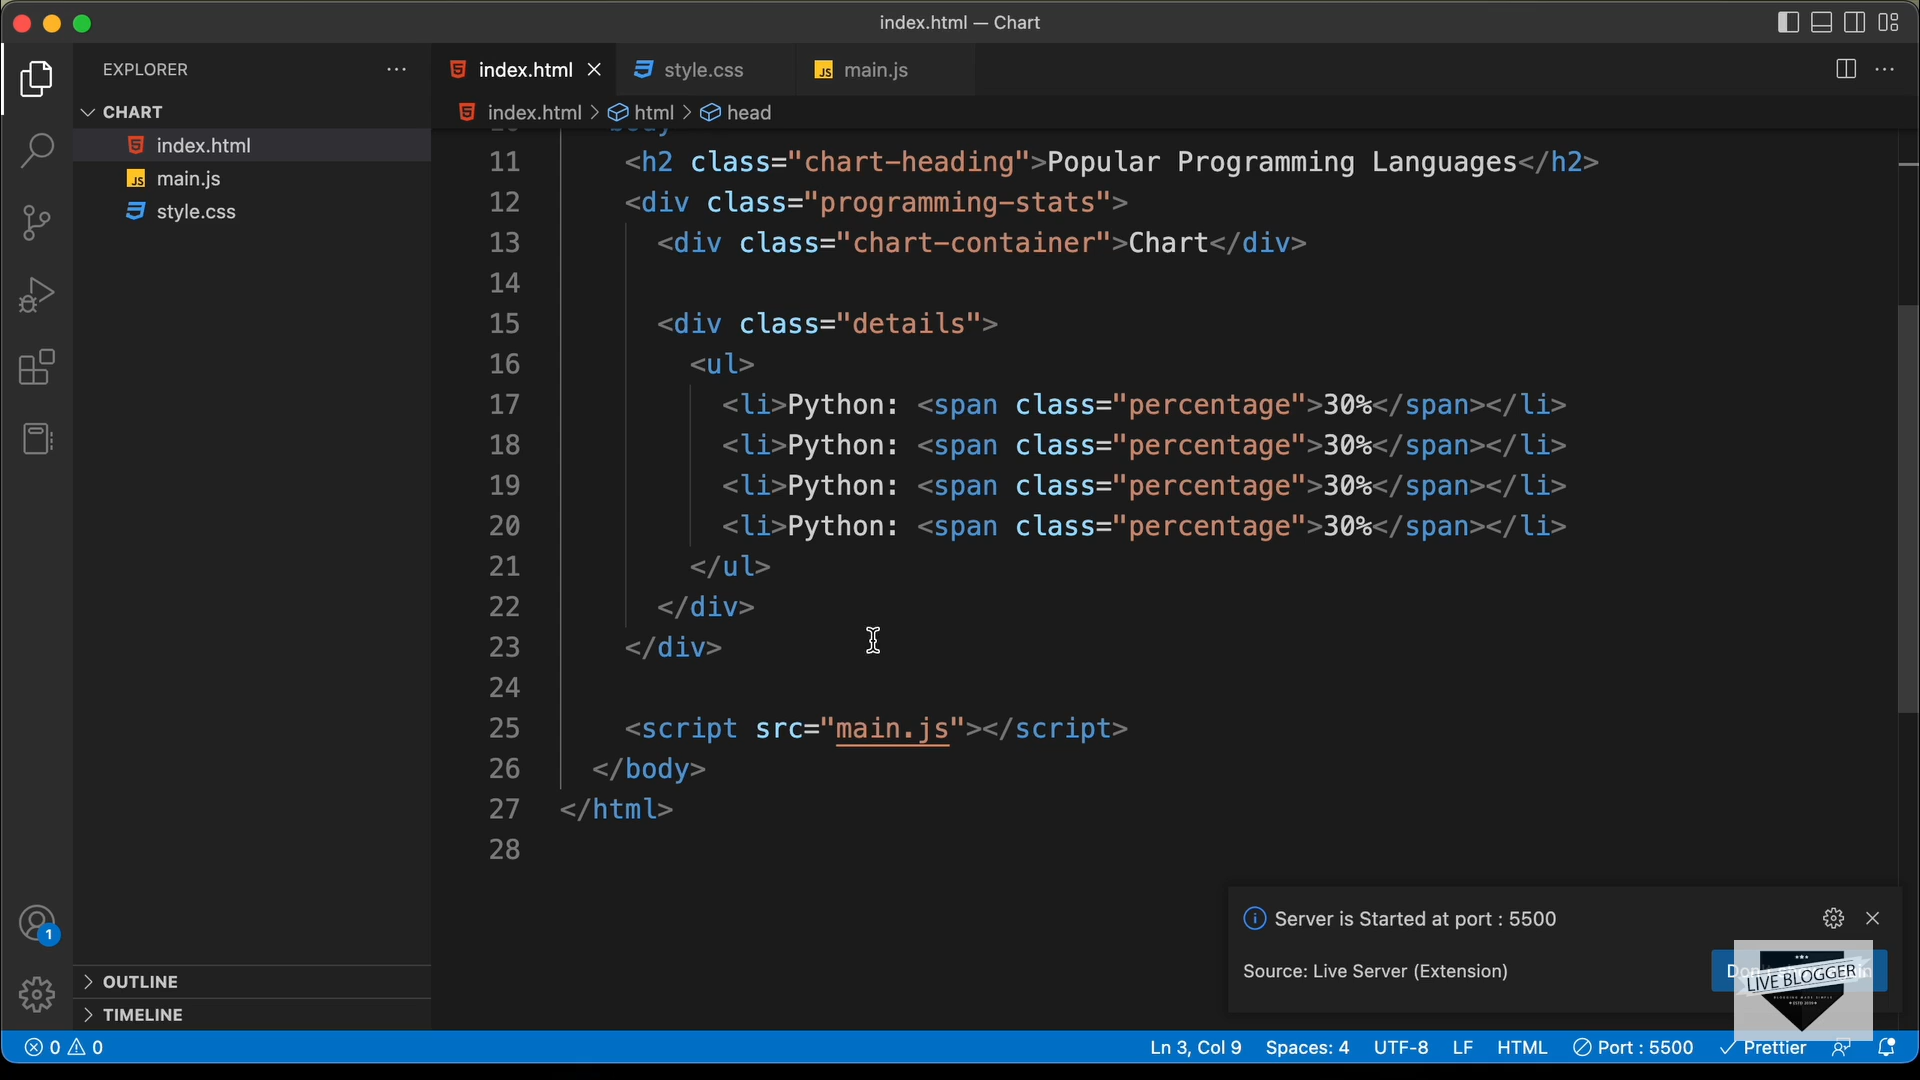 index.html — Chart
EXPLORER
index.html
style.css
main.js
CHART
index.html > html > head
index.html
main.js
style.css
11 <h2 class="chart-heading">Popular Programming Languages</h2>
12 <div class="programming-stats">
13 <div class="chart-container">Chart</div>
14
15 <div class="details">
16 <ul>
17 <li>Python: <span class="percentage">30%</span></li>
18 <li>Python: <span class="percentage">30%</span></li>
19 <li>Python: <span class="percentage">30%</span></li>
20 <li>Python: <span class="percentage">30%</span></li>
21 </ul>
22 </div>
23 </div>
24
25 <script src="main.js"></script>
26 </body>
27 </html>
28
1
OUTLINE
TIMELINE
Server is Started at port : 5500
Source: Live Server (Extension)
LIVE BLOGGER
0 0
Ln 3, Col 9
Spaces: 4
UTF-8
LF
HTML
Port : 5500
Prettier